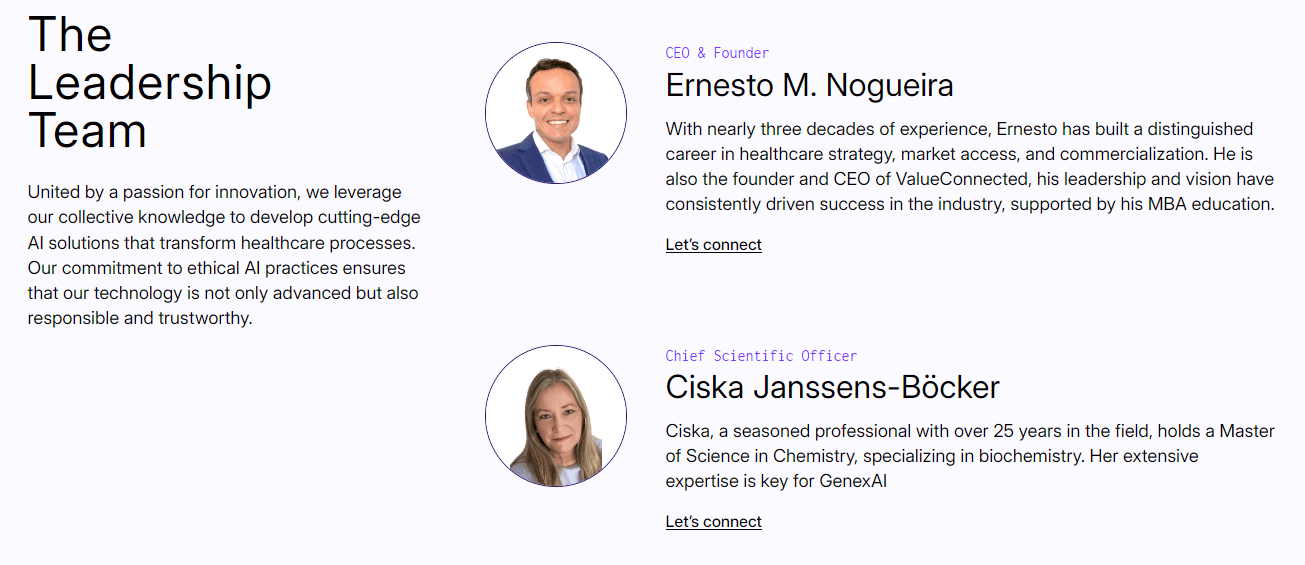 The
Leadership
Team
United by a passion for innovation, we leverage
our collective knowledge to develop cutting-edge
AI solutions that transform healthcare processes.
Our commitment to ethical AI practices ensures
that our technology is not only advanced but also
responsible and trustworthy.
CEO & Founder
Ernesto M. Nogueira
With nearly three decades of experience, Ernesto has built a distinguished
career in healthcare strategy, market access, and commercialization. He is
also the founder and CEO of ValueConnected, his leadership and vision have
consistently driven success in the industry, supported by his MBA education.
Let’s connect
Chief Scientific Officer
Ciska Janssens-Böcker
Ciska, a seasoned professional with over 25 years in the field, holds a Master
of Science in Chemistry, specializing in biochemistry. Her extensive
expertise is key for GenexAI
Let’s connect